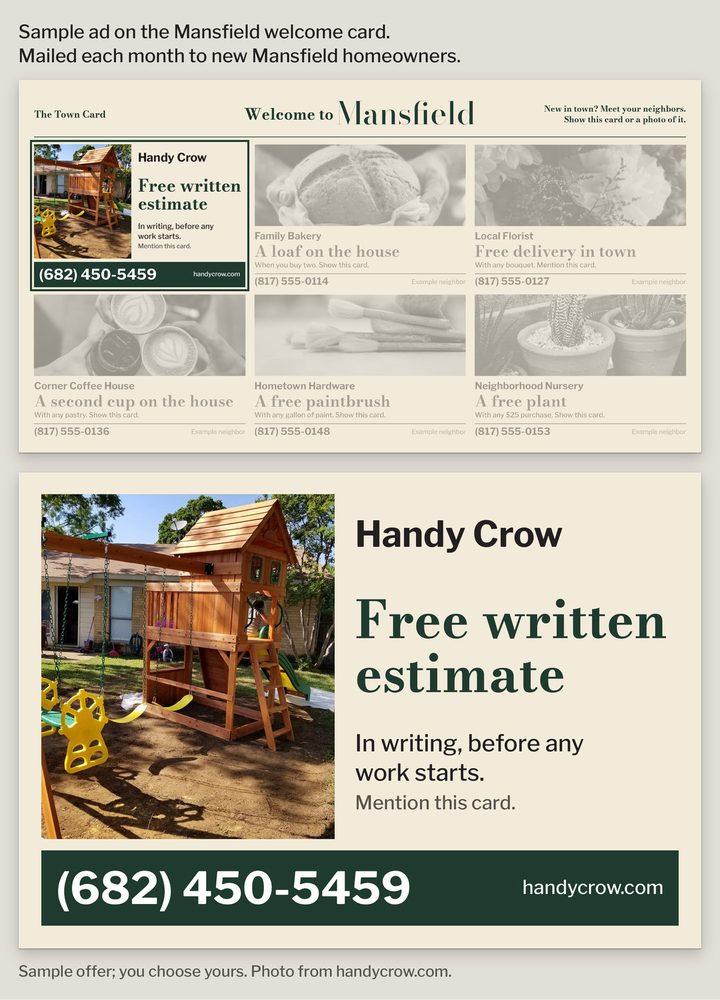 Sample ad on the Mansfield welcome card.
Mailed each month to new Mansfield homeowners.
The Town Card
Welcome to Mansfield
New in town? Meet your neighbors.
Show this card or a photo of it.
Handy Crow
Free written
estimate
In writing, before any
work starts.
Mention this card.
(682) 450-5459
handycrow.com
Family Bakery
A loaf on the house
When you buy two. Show this card.
(817) 555-0114
Example neighbor
Local Florist
Free delivery in town
With any bouquet. Mention this card.
(817) 555-0127
Example neighbor
Corner Coffee House
A second cup on the house
With any pastry. Show this card.
(817) 555-0136
Example neighbor
Hometown Hardware
A free paintbrush
With any gallon of paint. Show this card.
(817) 555-0148
Example neighbor
Neighborhood Nursery
A free plant
With any $25 purchase. Show this card.
(817) 555-0153
Example neighbor
Handy Crow
Free written
estimate
In writing, before any
work starts.
Mention this card.
(682) 450-5459
handycrow.com
Sample offer; you choose yours. Photo from handycrow.com.